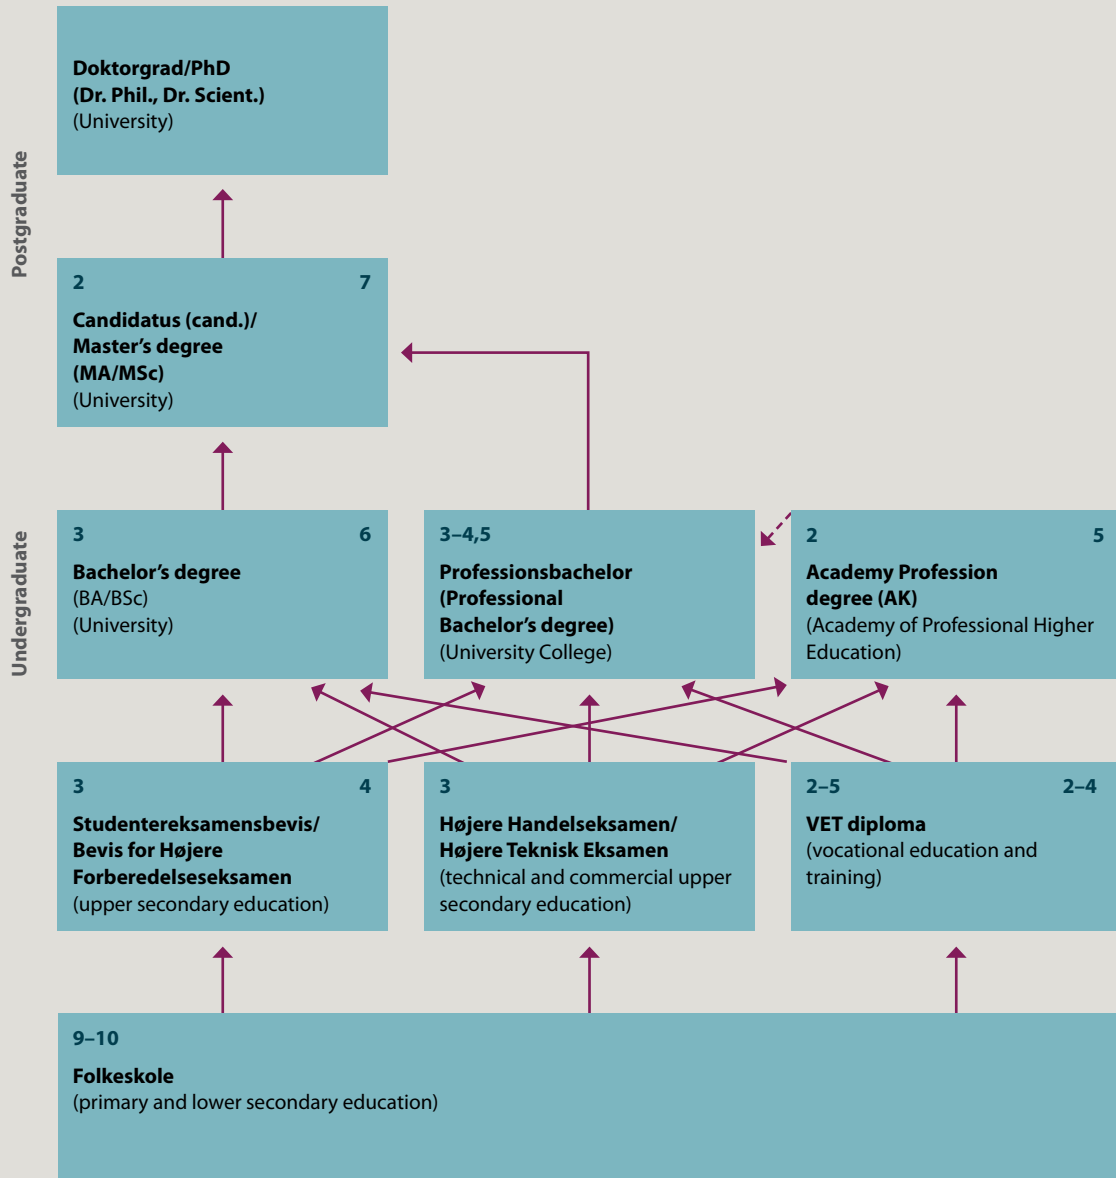 Postgraduate
Doktorgrad/PhD
(Dr. Phil., Dr. Scient.)
(University)
2 7
Candidatus (cand.)/
Master's degree
(MA/MSc)
(University)
Undergraduate
3 6
Bachelor's degree
(BA/BSc)
(University)
3–4,5
Professionsbachelor
(Professional
Bachelor's degree)
(University College)
2 5
Academy Profession
degree (AK)
(Academy of Professional Higher
Education)
3 4
Studentereksamensbevis/
Bevis for Højere
Forberedelseseksamen
(upper secondary education)
3
Højere Handelseksamen/
Højere Teknisk Eksamen
(technical and commercial upper
secondary education)
2–5 2–4
VET diploma
(vocational education and
training)
9–10
Folkeskole
(primary and lower secondary education)